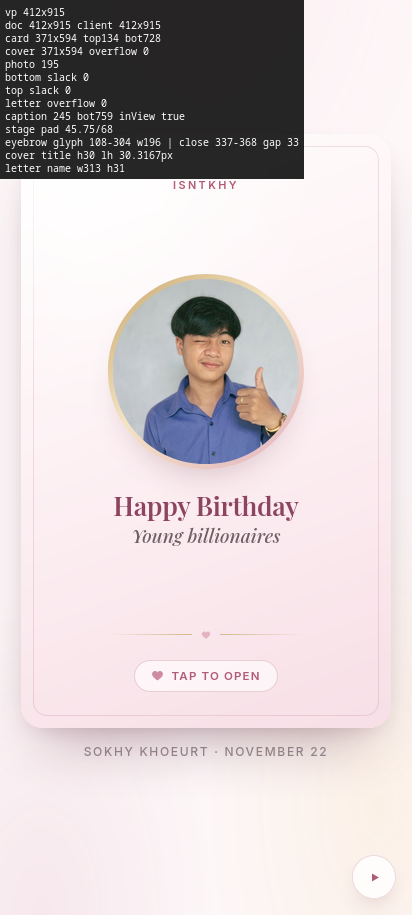 vp 412x915
doc 412x915 client 412x915
card 371x594 top134 bot728
cover 371x594 overflow 0
photo 195
bottom slack 0
top slack 0
letter overflow 0
caption 245 bot759 inView true
stage pad 45.75/68
eyebrow glyph 108-304 w196 | close 337-368 gap 33
cover title h30 lh 30.3167px
letter name w313 h31
ISNTKHY
Happy Birthday
Young billionaires
TAP TO OPEN
SOKHY KHOEURT · NOVEMBER 22